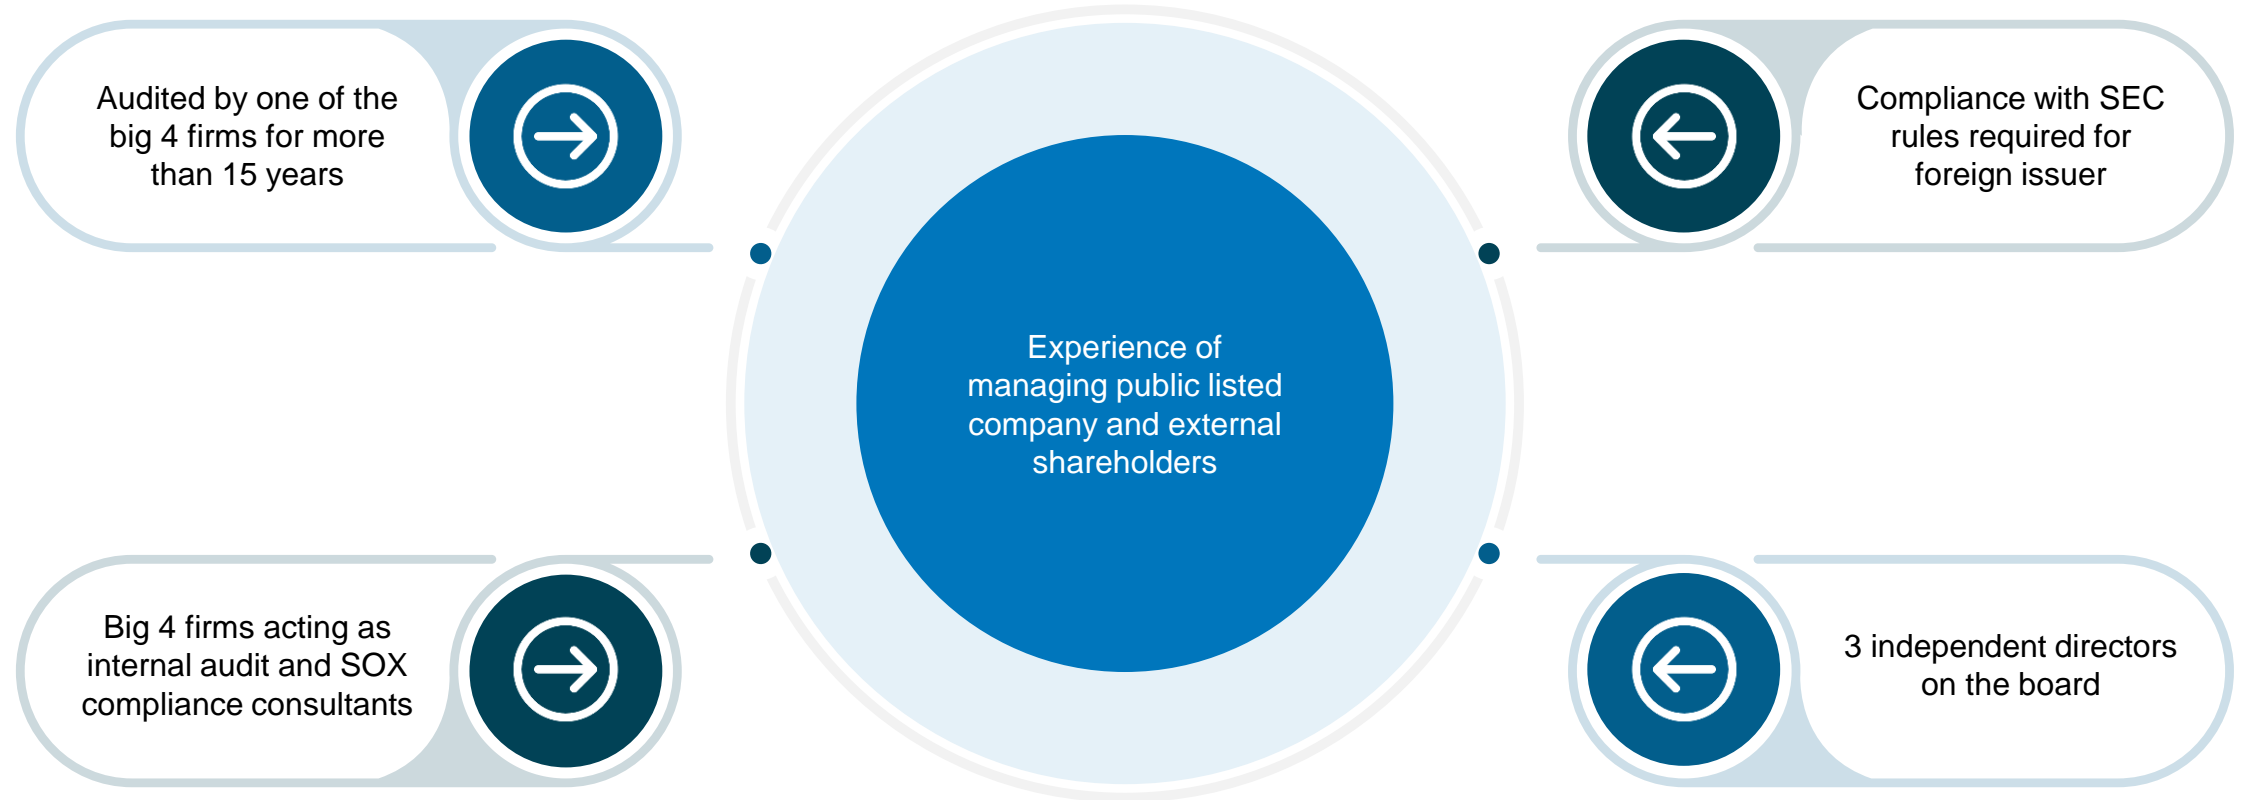 Audited by one of the
big 4 firms for more
than 15 years
Compliance with SEC
rules required for
foreign issuer
Experience of
managing public listed
company and external
shareholders
Big 4 firms acting as
internal audit and SOX
compliance consultants
3 independent directors
on the board